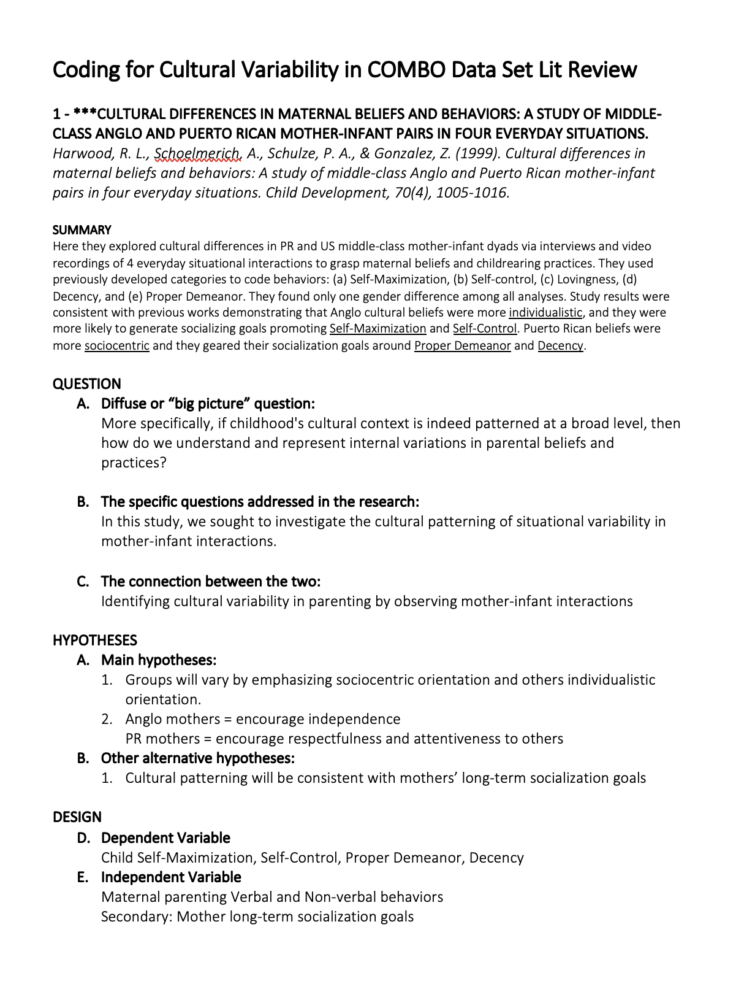 Coding for Cultural Variability in COMBO Data Set Lit Review
1 - ***CULTURAL DIFFERENCES IN MATERNAL BELIEFS AND BEHAVIORS: A STUDY OF MIDDLE-
CLASS ANGLO AND PUERTO RICAN MOTHER-INFANT PAIRS IN FOUR EVERYDAY SITUATIONS.
Harwood, R. L., Schoelmerich, A., Schulze, P. A., & Gonzalez, Z. (1999). Cultural differences in
maternal beliefs and behaviors: A study of middle-class Anglo and Puerto Rican mother-infant
pairs in four everyday situations. Child Development, 70(4), 1005-1016.
SUMMARY
Here they explored cultural differences in PR and US middle-class mother-infant dyads via interviews and video
recordings of 4 everyday situational interactions to grasp maternal beliefs and childrearing practices. They used
previously developed categories to code behaviors: (a) Self-Maximization, (b) Self-control, (c) Lovingness, (d)
Decency, and (e) Proper Demeanor. They found only one gender difference among all analyses. Study results were
consistent with previous works demonstrating that Anglo cultural beliefs were more individualistic, and they were
more likely to generate socializing goals promoting Self-Maximization and Self-Control. Puerto Rican beliefs were
more sociocentric and they geared their socialization goals around Proper Demeanor and Decency.
QUESTION
A. Diffuse or “big picture” question:
More specifically, if childhood's cultural context is indeed patterned at a broad level, then
how do we understand and represent internal variations in parental beliefs and
practices?
B. The specific questions addressed in the research:
In this study, we sought to investigate the cultural patterning of situational variability in
mother-infant interactions.
C. The connection between the two:
Identifying cultural variability in parenting by observing mother-infant interactions
HYPOTHESES
A. Main hypotheses:
1. Groups will vary by emphasizing sociocentric orientation and others individualistic
orientation.
2. Anglo mothers = encourage independence
PR mothers = encourage respectfulness and attentiveness to others
B. Other alternative hypotheses:
1. Cultural patterning will be consistent with mothers’ long-term socialization goals
DESIGN
D. Dependent Variable
Child Self-Maximization, Self-Control, Proper Demeanor, Decency
E. Independent Variable
Maternal parenting Verbal and Non-verbal behaviors
Secondary: Mother long-term socialization goals